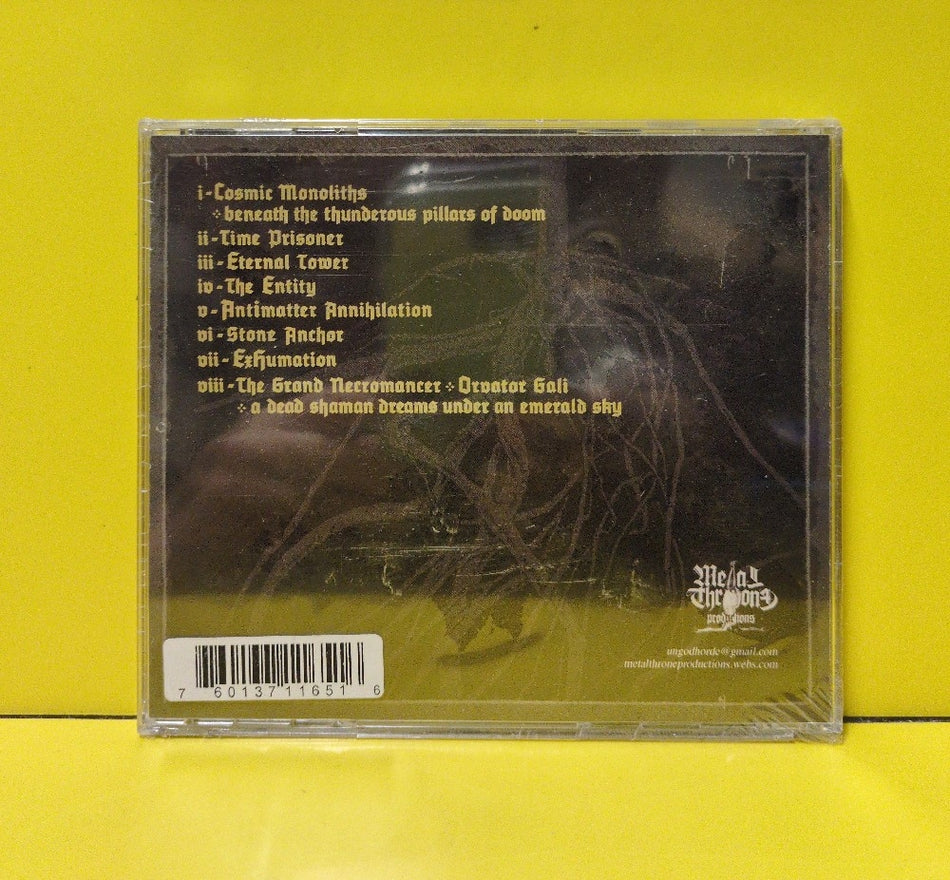 i-Cosmic Monoliths
beneath the thunderous pillars of doom
ii-Time Prisoner
iii-Eternal Tower
iv-The Entity
v-Antimatter Annihilation
vi-Stone Anchor
vii-ExHumation
viii-The Grand Necromancer Orvator Gali
a dead shaman dreams under an emerald sky
Metal
Throne
productions
ungodhorde@gmail.com
metalthroneproductions.webs.com
7 60137 11651 6